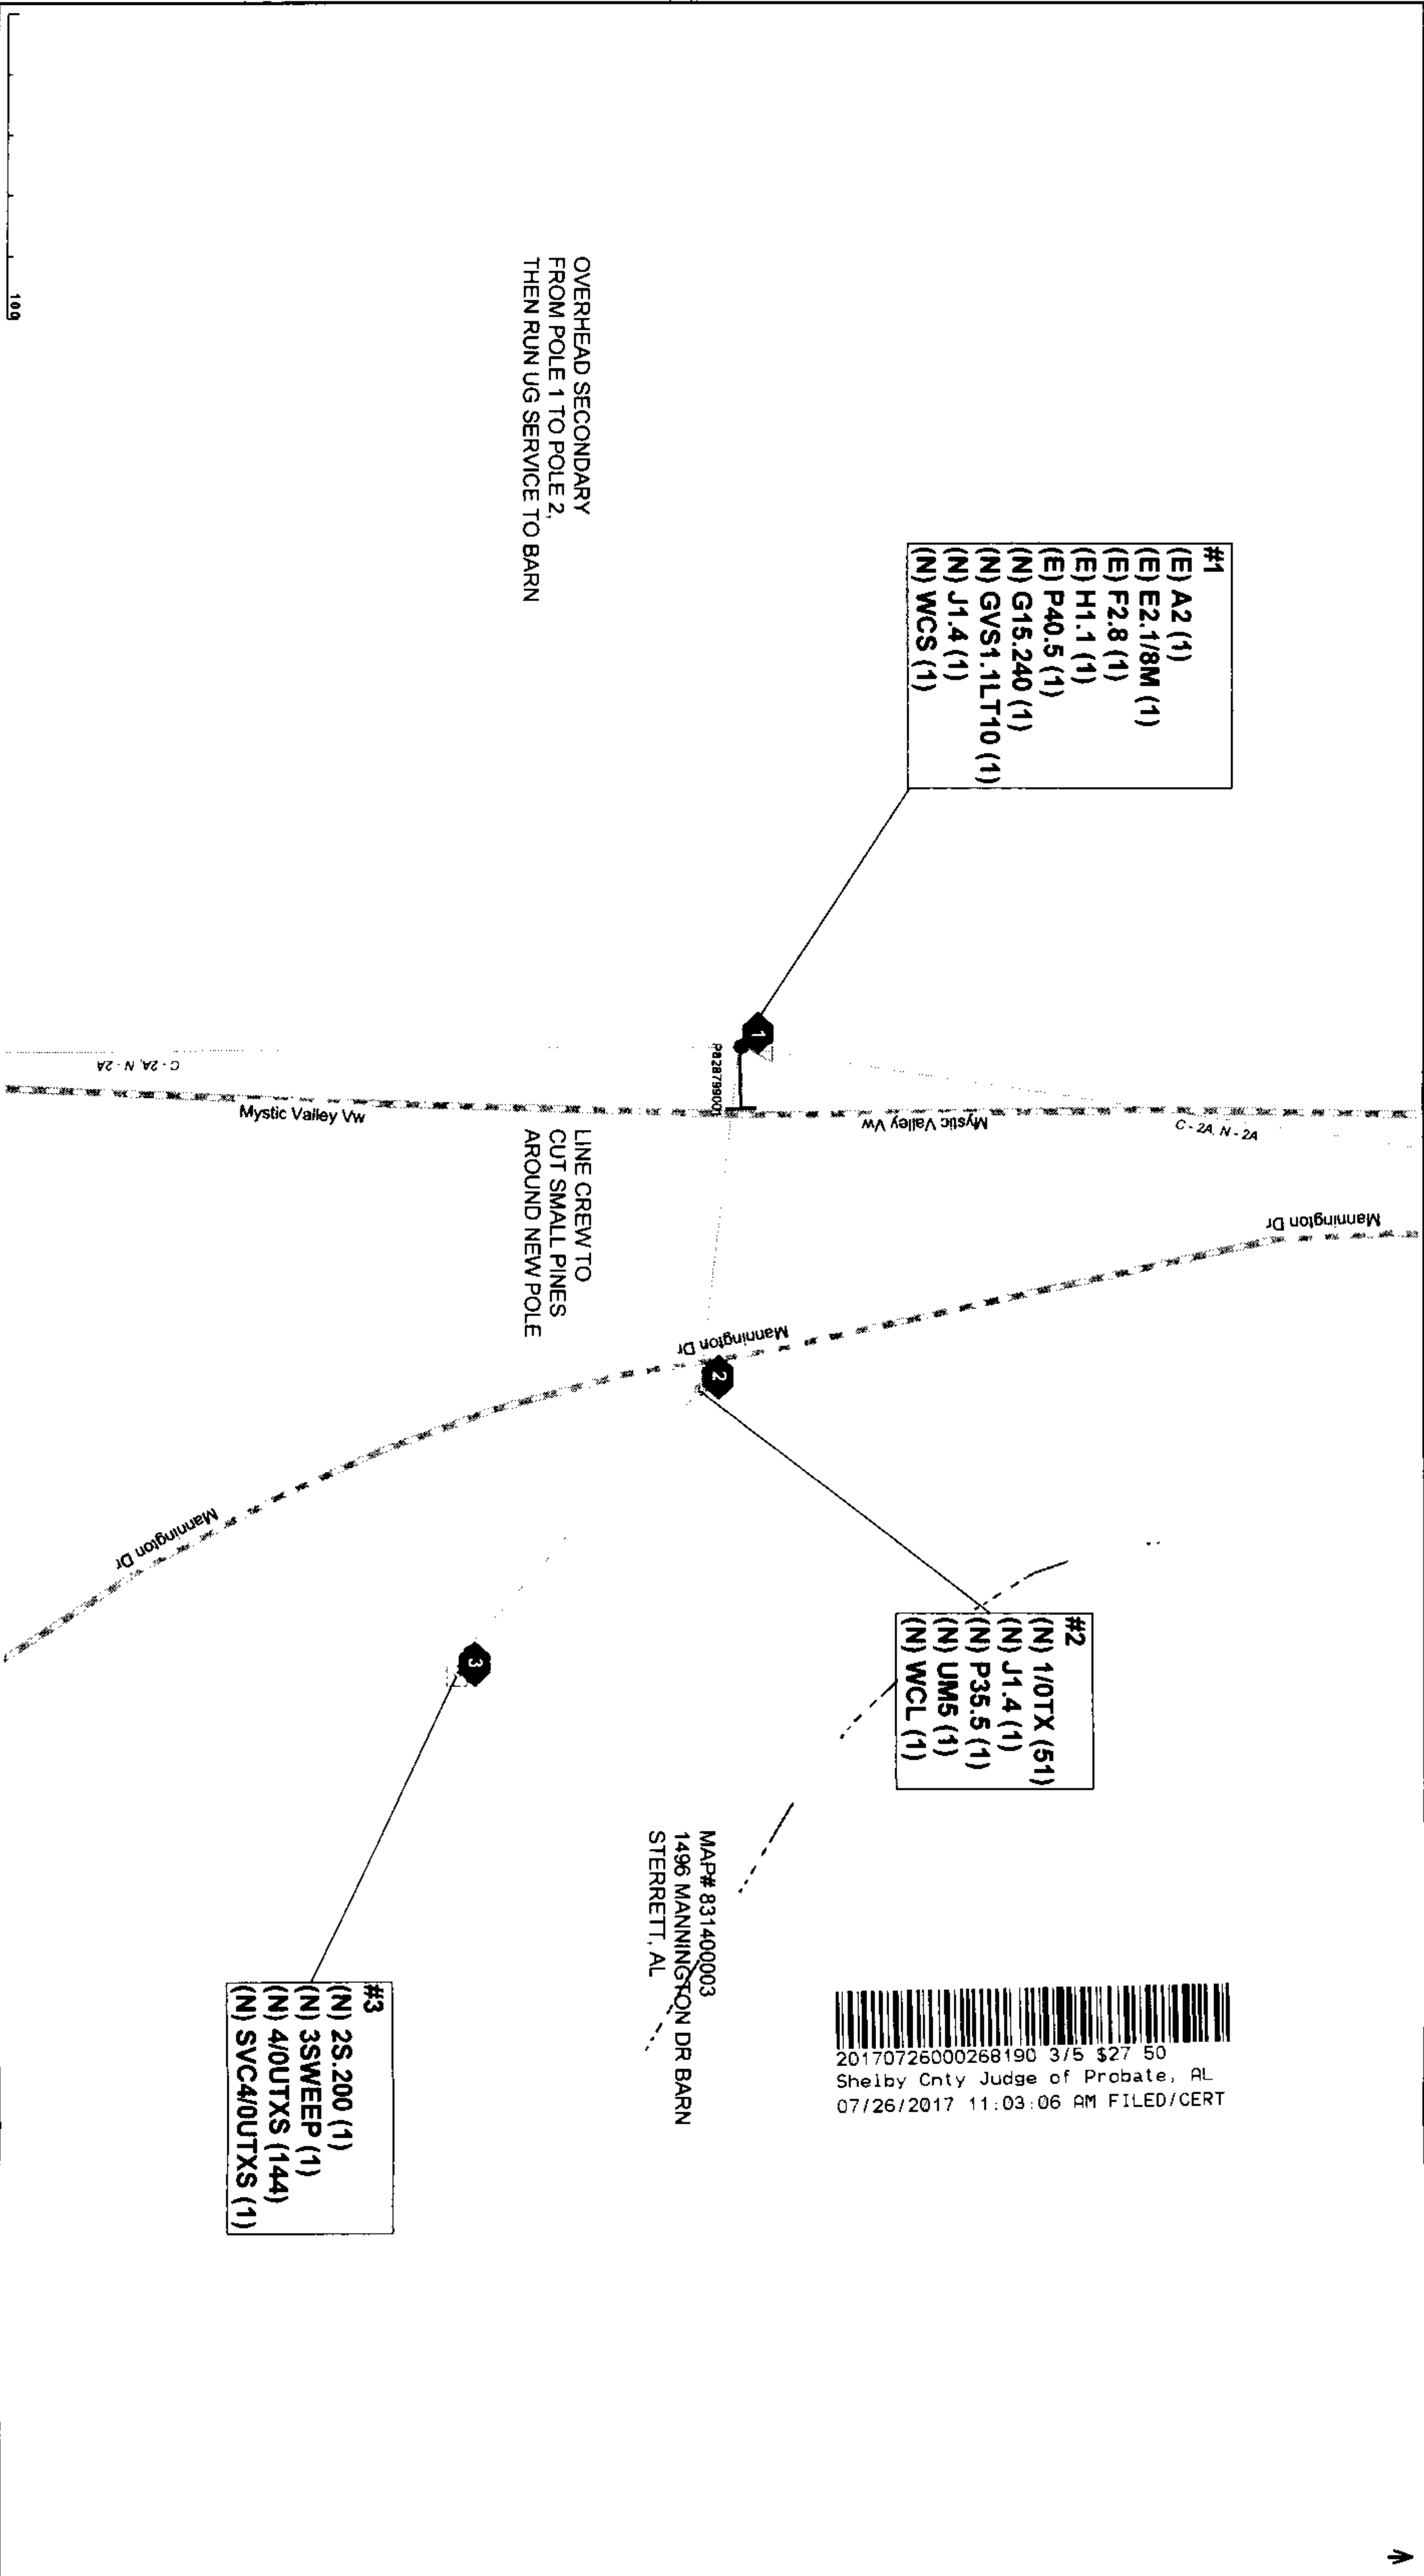 #1
(E) A2 (1)
(E) E2.1/8M (1)
(E) F2.8 (1)
(E) H1.1 (1)
(E) P40.5 (1)
(N) G15.240 (1)
(N) GVS1.1LT10 (1)
(N) J1.4 (1)
(N) WCS (1)
OVERHEAD SECONDARY
FROM POLE 1 TO POLE 2,
THEN RUN UG SERVICE TO BARN
100
1
P828799001
C - 2A, N - 2A
Mystic Valley Vw
Mystic Valley Vw
C - 2A, N - 2A
LINE CREW TO
CUT SMALL PINES
AROUND NEW POLE
Mannington Dr
Mannington Dr
Mannington Dr
2
#2
(N) 1/0TX (51)
(N) J1.4 (1)
(N) P35.5 (1)
(N) UM5 (1)
(N) WCL (1)
3
MAP# 831400003
1496 MANNINGTON DR BARN
STERRETT, AL
#3
(N) 2S.200 (1)
(N) 3SWEEP (1)
(N) 4/0UTXS (144)
(N) SVC4/0UTXS (1)
20170726000268190 3/5 $27 50
Shelby Cnty Judge of Probate, AL
07/26/2017 11:03:06 AM FILED/CERT